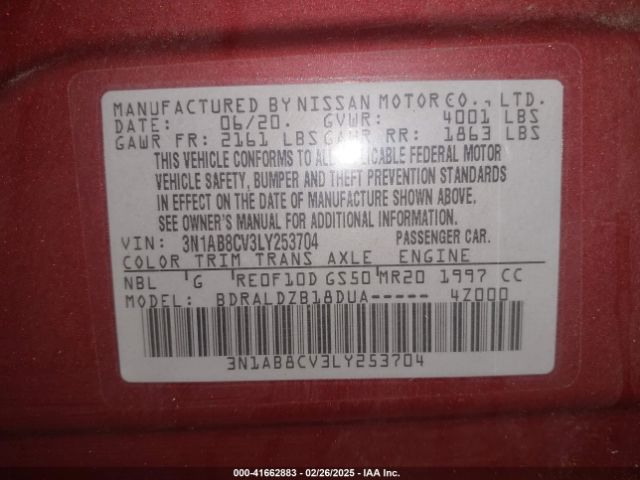 MANUFACTURED BY NISSAN MOTOR CO., LTD.
DATE: 06/20. GVWR: 4001 LBS
GAWR FR: 2161 LBS GAWR RR: 1863 LBS
THIS VEHICLE CONFORMS TO ALL APPLICABLE FEDERAL MOTOR
VEHICLE SAFETY, BUMPER AND THEFT PREVENTION STANDARDS
IN EFFECT ON THE DATE OF MANUFACTURE SHOWN ABOVE.
SEE OWNER'S MANUAL FOR ADDITIONAL INFORMATION.
VIN: 3N1AB8CV3LY253704 PASSENGER CAR.
COLOR TRIM TRANS AXLE ENGINE
NBL G RE0F10D GS50 MR20 1997 CC
MODEL: BDRALDZB18DUA----- 4Z000
3N1AB8CV3LY253704
000-41662883 - 02/26/2025 - IAA Inc.